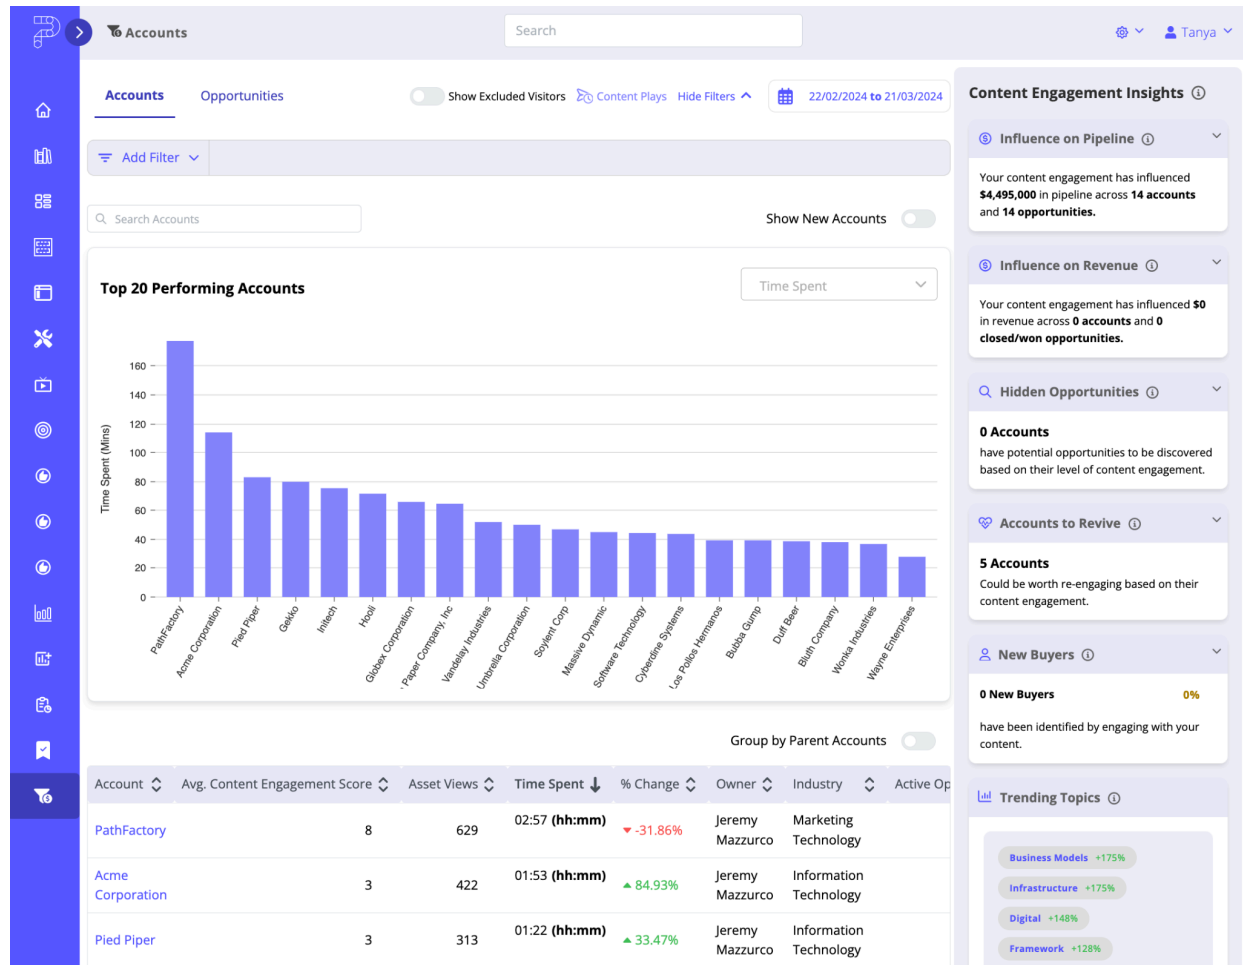 Accounts
Search
Tanya
Accounts
Opportunities
Show Excluded Visitors
Content Plays
Hide Filters
22/02/2024 to 21/03/2024
Add Filter
Search Accounts
Show New Accounts
Top 20 Performing Accounts
Time Spent
Time Spent (Mins)
160
140
120
100
80
60
40
20
0
PathFactory
Acme Corporation
Pied Piper
Gekko
Initech
Hooli
Globex Corporation
Paper Company, Inc
Vandelay Industries
Umbrella Corporation
Soylent Corp
Massive Dynamic
Software Technology
Cyberdine Systems
Los Pollos Hermanos
Bubba Gump
Duff Beer
Bluth Company
Wonka Industries
Wayne Enterprises
Group by Parent Accounts
Account Avg. Content Engagement Score Asset Views Time Spent % Change Owner Industry Active Op
PathFactory 8 629 02:57 (hh:mm) -31.86% Jeremy Mazzurco Marketing Technology
Acme Corporation 3 422 01:53 (hh:mm) 84.93% Jeremy Mazzurco Information Technology
Pied Piper 3 313 01:22 (hh:mm) 33.47% Jeremy Mazzurco Information Technology
Content Engagement Insights
Influence on Pipeline
Your content engagement has influenced
$4,495,000 in pipeline across 14 accounts
and 14 opportunities.
Influence on Revenue
Your content engagement has influenced $0
in revenue across 0 accounts and 0
closed/won opportunities.
Hidden Opportunities
0 Accounts
have potential opportunities to be discovered
based on their level of content engagement.
Accounts to Revive
5 Accounts
Could be worth re-engaging based on their
content engagement.
New Buyers
0 New Buyers 0%
have been identified by engaging with your
content.
Trending Topics
Business Models +175%
Infrastructure +175%
Digital +148%
Framework +128%